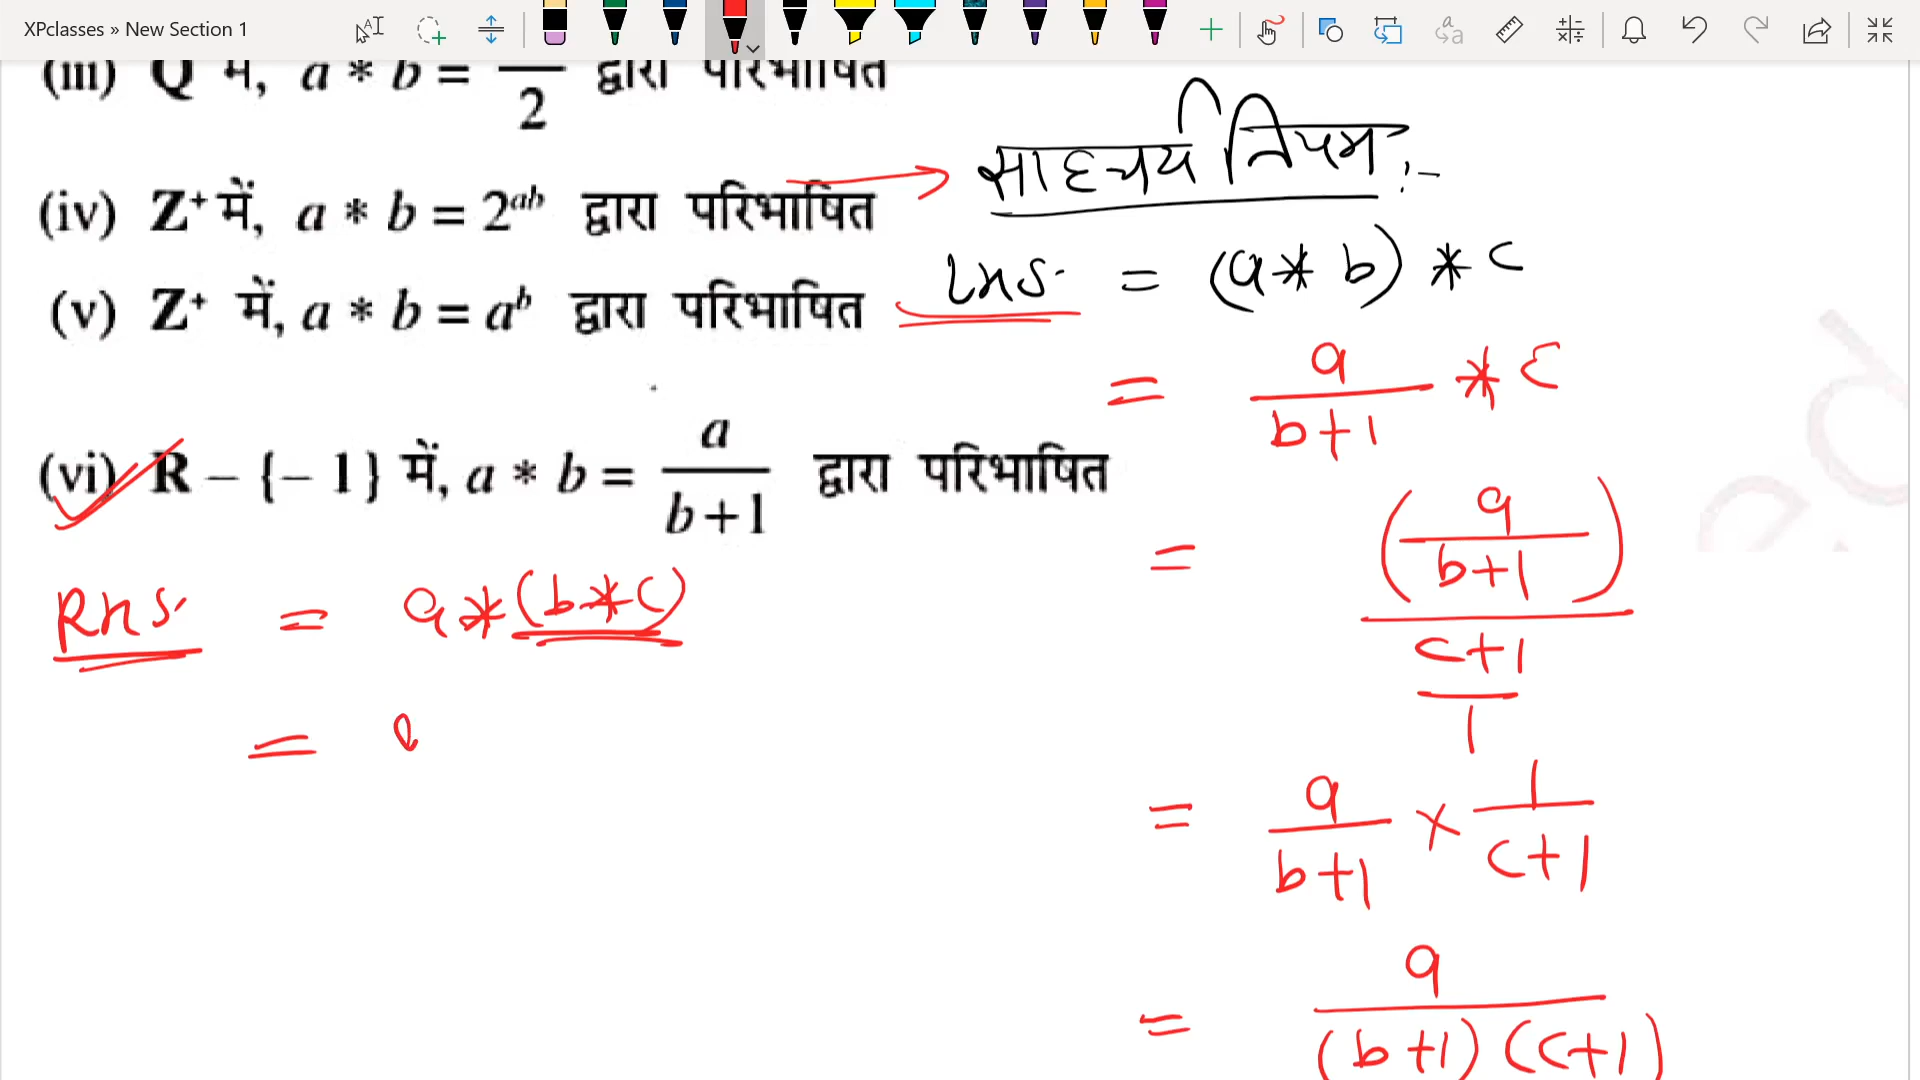 XPclasses » New Section 1
(iii) Q में, a * b = —/2 द्वारा परिभाषित
(iv) Z⁺ में, a * b = 2ᵃᵇ द्वारा परिभाषित
(v) Z⁺ में, a * b = aᵇ द्वारा परिभाषित
(vi) R – {– 1} में, a * b = a/(b+1) द्वारा परिभाषित
RHS. = a*(b*c)
=
साहचर्य नियम :-
LHS. = (a * b) * c
= a/(b+1) * c
= (a/(b+1))/((c+1)/1)
= a/(b+1) × 1/(c+1)
= a/((b+1)(c+1))